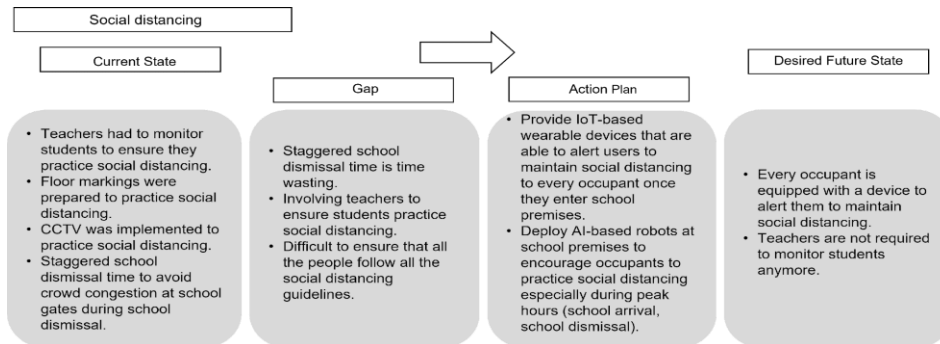 Social distancing
Current State
Gap
Action Plan
Desired Future State
• Teachers had to monitor
students to ensure they
practice social distancing.
• Floor markings were
prepared to practice social
distancing.
• CCTV was implemented to
practice social distancing.
• Staggered school
dismissal time to avoid
crowd congestion at school
gates during school
dismissal.
• Staggered school
dismissal time is time
wasting.
• Involving teachers to
ensure students practice
social distancing.
• Difficult to ensure that all
the people follow all the
social distancing
guidelines.
• Provide IoT-based
wearable devices that are
able to alert users to
maintain social distancing
to every occupant once
they enter school
premises.
• Deploy AI-based robots at
school premises to
encourage occupants to
practice social distancing
especially during peak
hours (school arrival,
school dismissal).
• Every occupant is
equipped with a device to
alert them to maintain
social distancing.
• Teachers are not required
to monitor students
anymore.